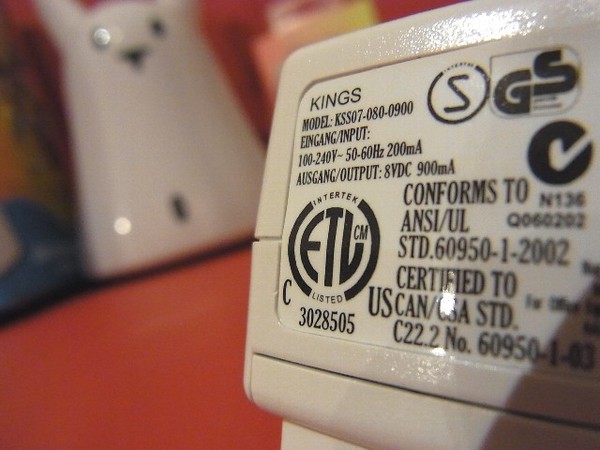 KINGS
MODEL: KSS07-080-0900
EINGANG/INPUT:
100-240V~ 50-60Hz 200mA
AUSGANG/OUTPUT: 8VDC 900mA
INTERTEK
S
GS
N136
Q060202
INTERTEK
ETL CM
LISTED
C US
3028505
CONFORMS TO
ANSI/UL
STD.60950-1-2002
CERTIFIED TO
CAN/CSA STD.
C22.2 No. 60950-1-03